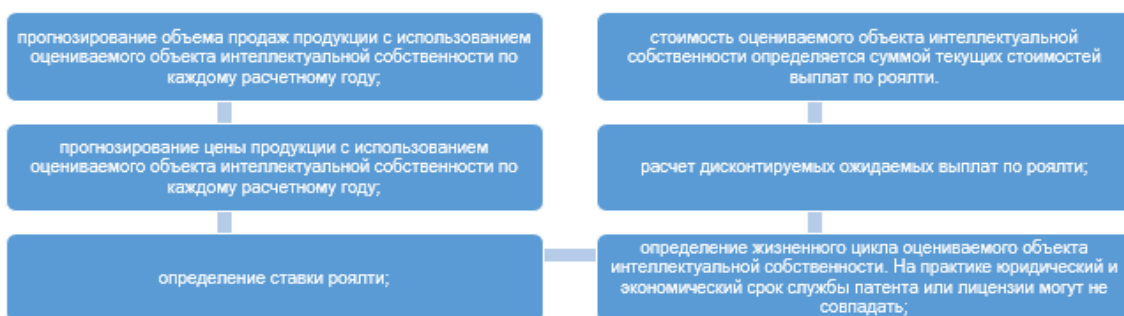 прогнозирование объема продаж продукции с использованием
оцениваемого объекта интеллектуальной собственности по
каждому расчетному году;
прогнозирование цены продукции с использованием
оцениваемого объекта интеллектуальной собственности по
каждому расчетному году;
определение ставки роялти;
определение жизненного цикла оцениваемого объекта
интеллектуальной собственности. На практике юридический и
экономический срок службы патента или лицензии могут не
совпадать;
расчет дисконтируемых ожидаемых выплат по роялти;
стоимость оцениваемого объекта интеллектуальной
собственности определяется суммой текущих стоимостей
выплат по роялти.